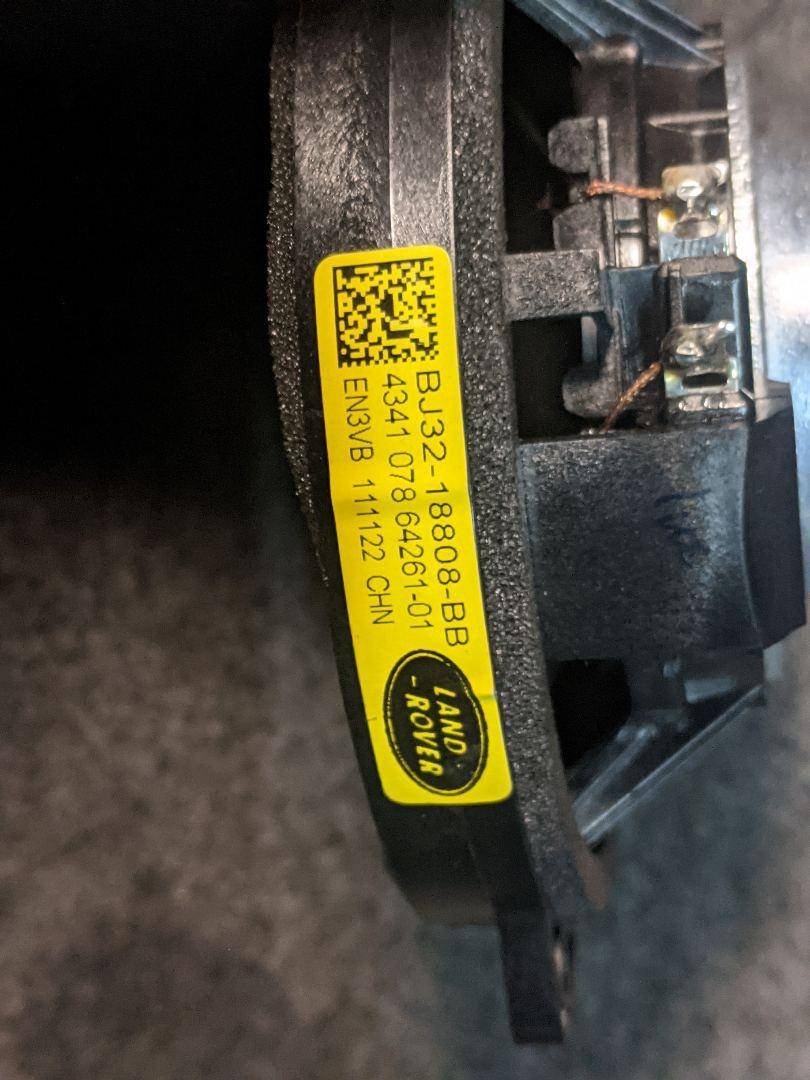 BJ32-18808-BB
4341 078 64261-01
EN3VB 111122 CHN
LAND
-ROVER